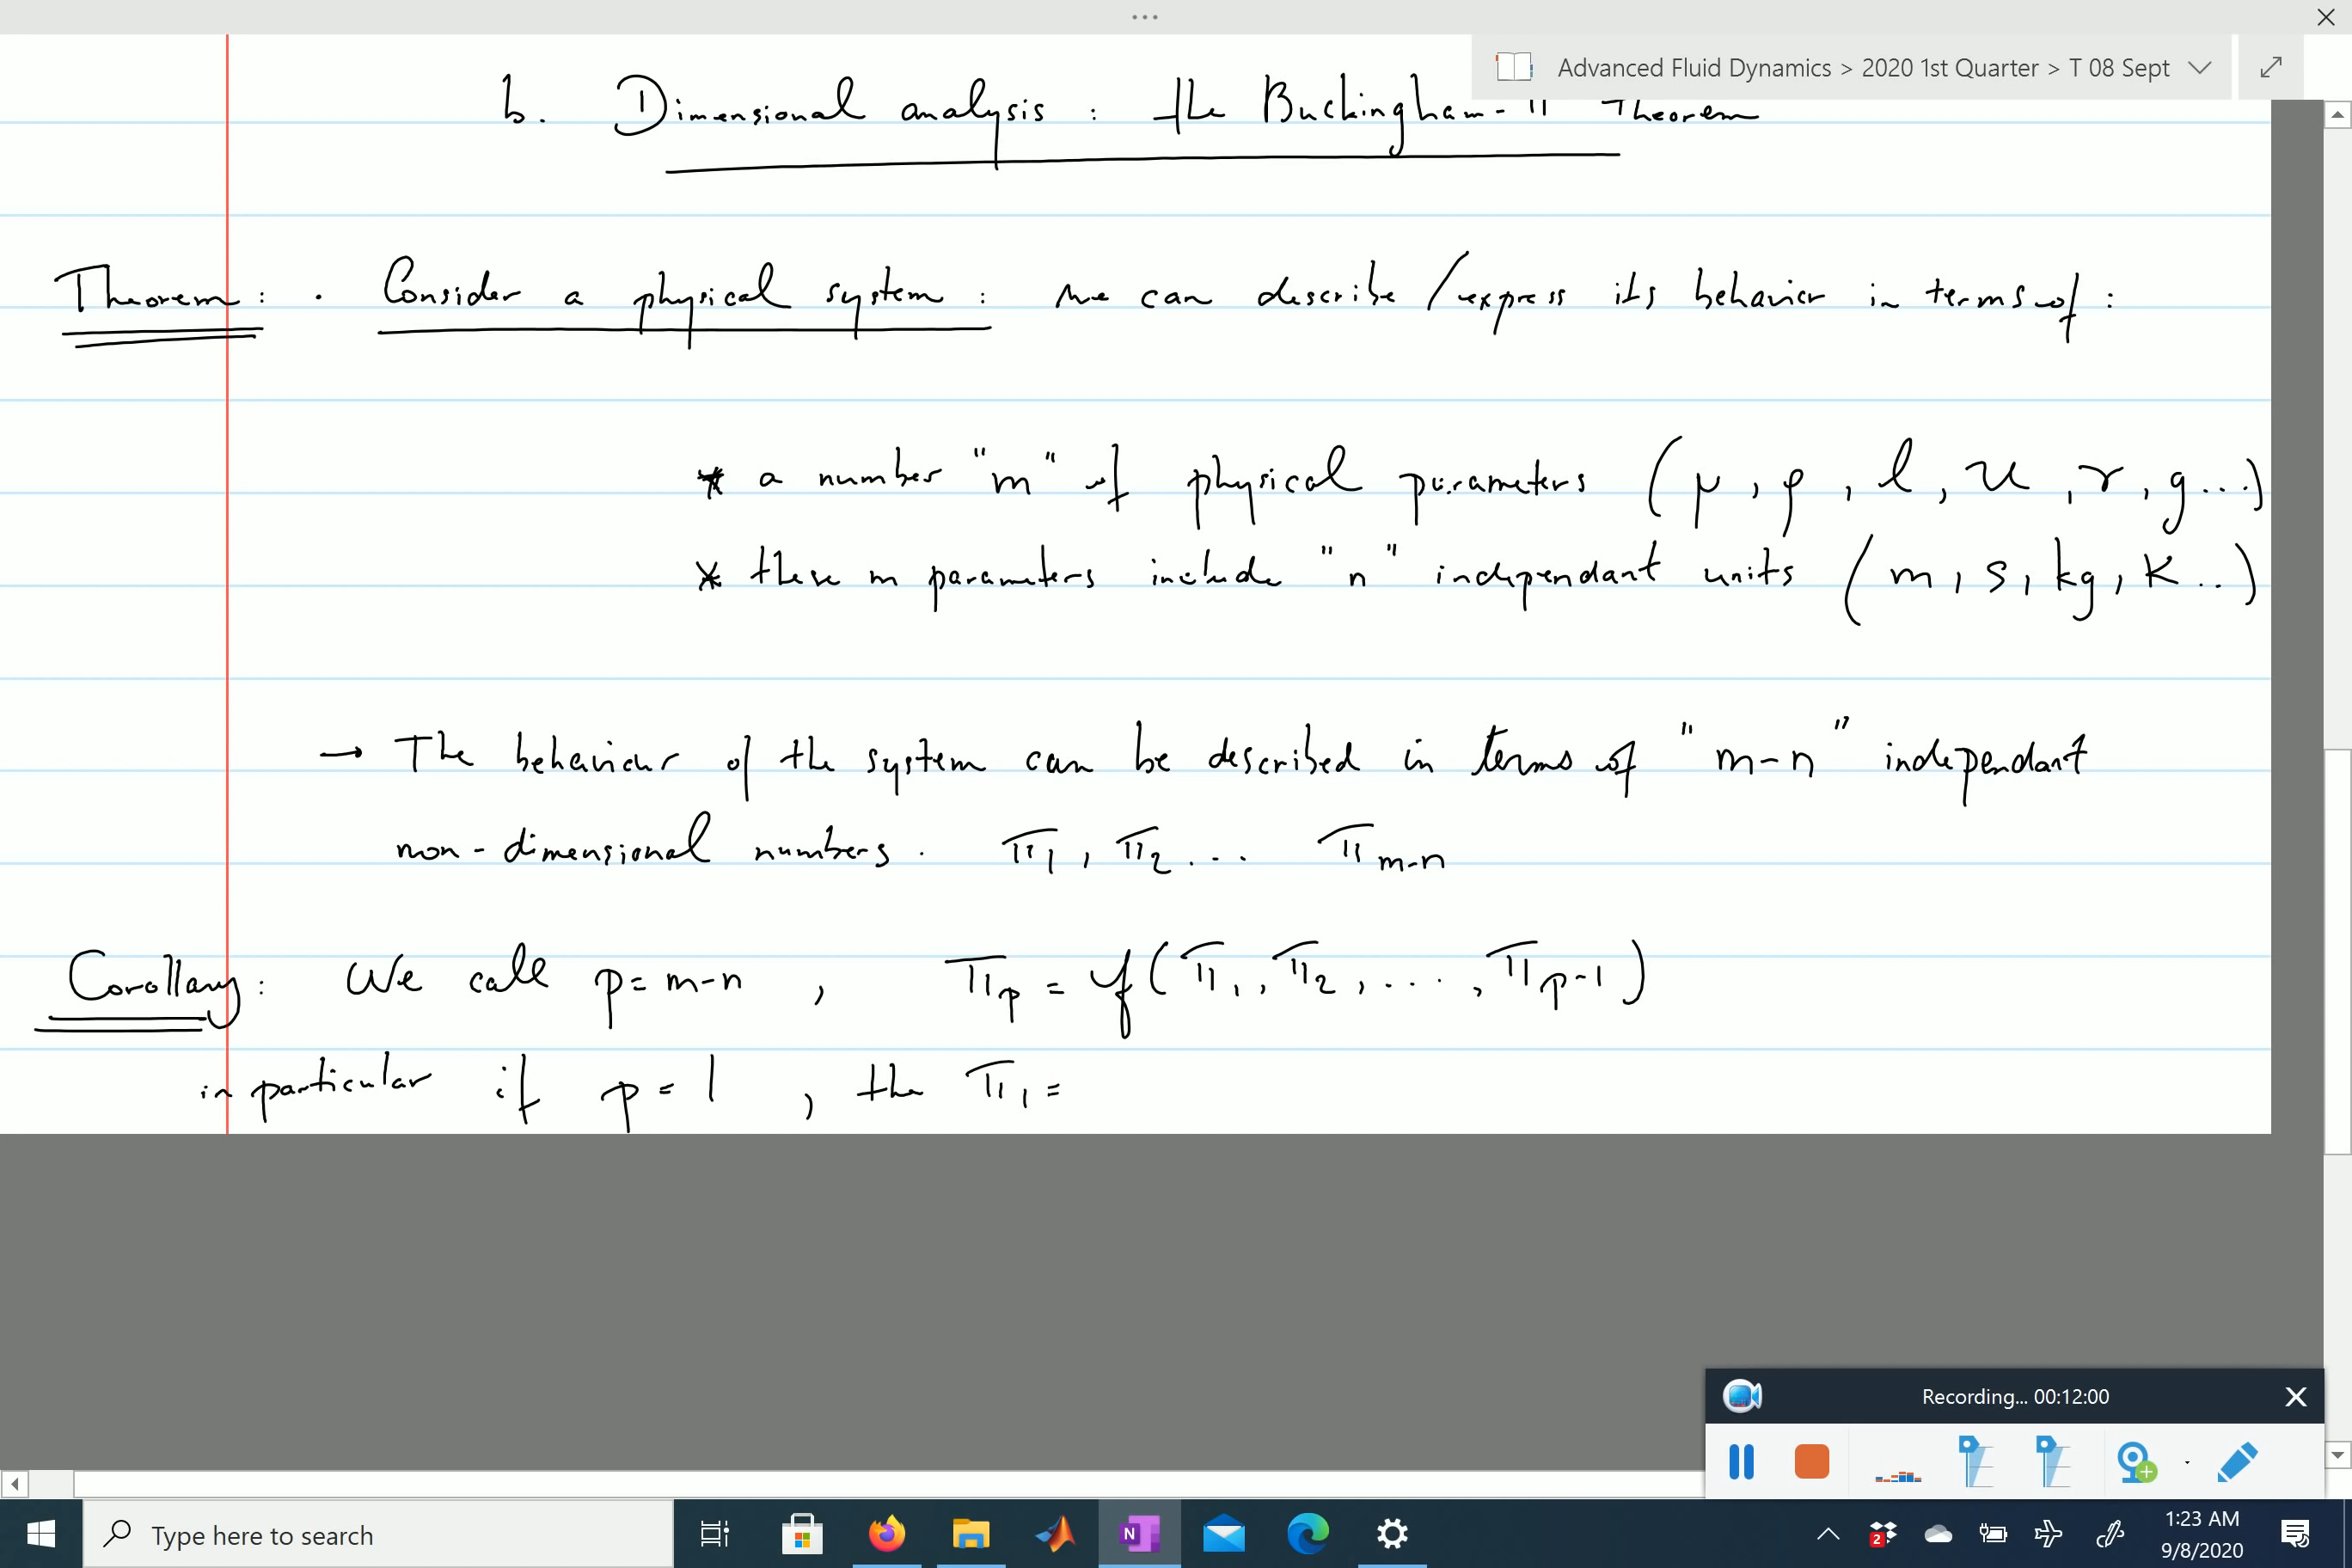 Advanced Fluid Dynamics > 2020 1st Quarter > T 08 Sept
b. Dimensional analysis : the Buckingham-π Theorem
Theorem : . Consider a physical system : we can describe / express its behavior in terms of :
* a number "m" of physical parameters (μ, ρ, l, u, r, g...)
* these m parameters include "n" independant units (m, s, kg, K..)
→ The behaviour of the system can be described in terms of "m-n" independant
non-dimensional numbers. π1, π2 ... πm-n
Corollary : We call p = m-n , πp = f(π1, π2, ...., πp-1)
in particular if p = 1 , the π1 =
Recording... 00:12:00
Type here to search
N
2
1:23 AM
9/8/2020